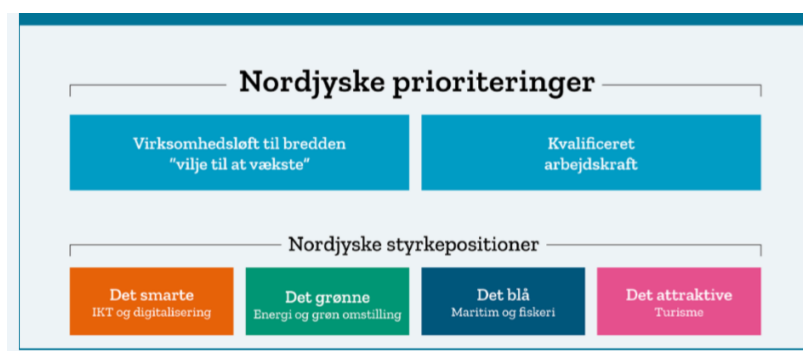 Nordjyske prioriteringer
Virksomhedsløft til bredden
"vilje til at vækste"
Kvalificeret
arbejdskraft
Nordjyske styrkepositioner
Det smarte
IKT og digitalisering
Det grønne
Energi og grøn omstilling
Det blå
Maritim og fiskeri
Det attraktive
Turisme